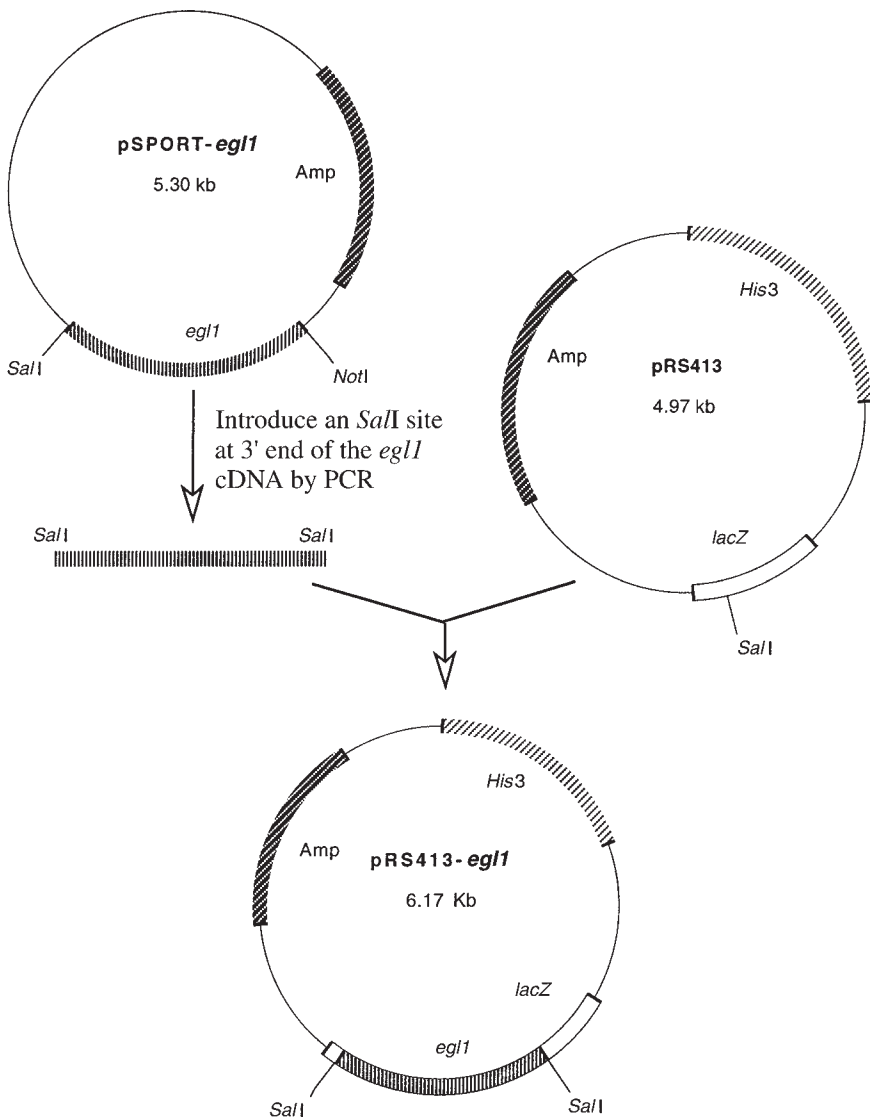 pSPORT-egl1
5.30 kb
Amp
egl1
SalI
NotI
Introduce an SalI site
at 3' end of the egl1
cDNA by PCR
SalI
SalI
His3
Amp
pRS413
4.97 kb
lacZ
SalI
His3
Amp
pRS413-egl1
6.17 Kb
lacZ
egl1
SalI
SalI